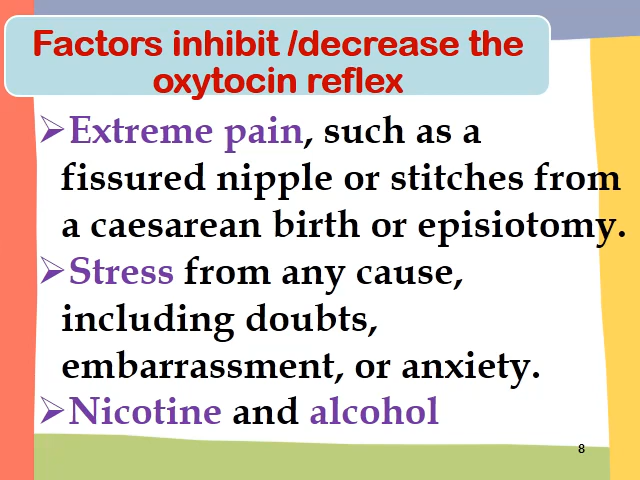 Factors inhibit /decrease the
oxytocin reflex
➢Extreme pain, such as a
fissured nipple or stitches from
a caesarean birth or episiotomy.
➢Stress from any cause,
including doubts,
embarrassment, or anxiety.
➢Nicotine and alcohol
8